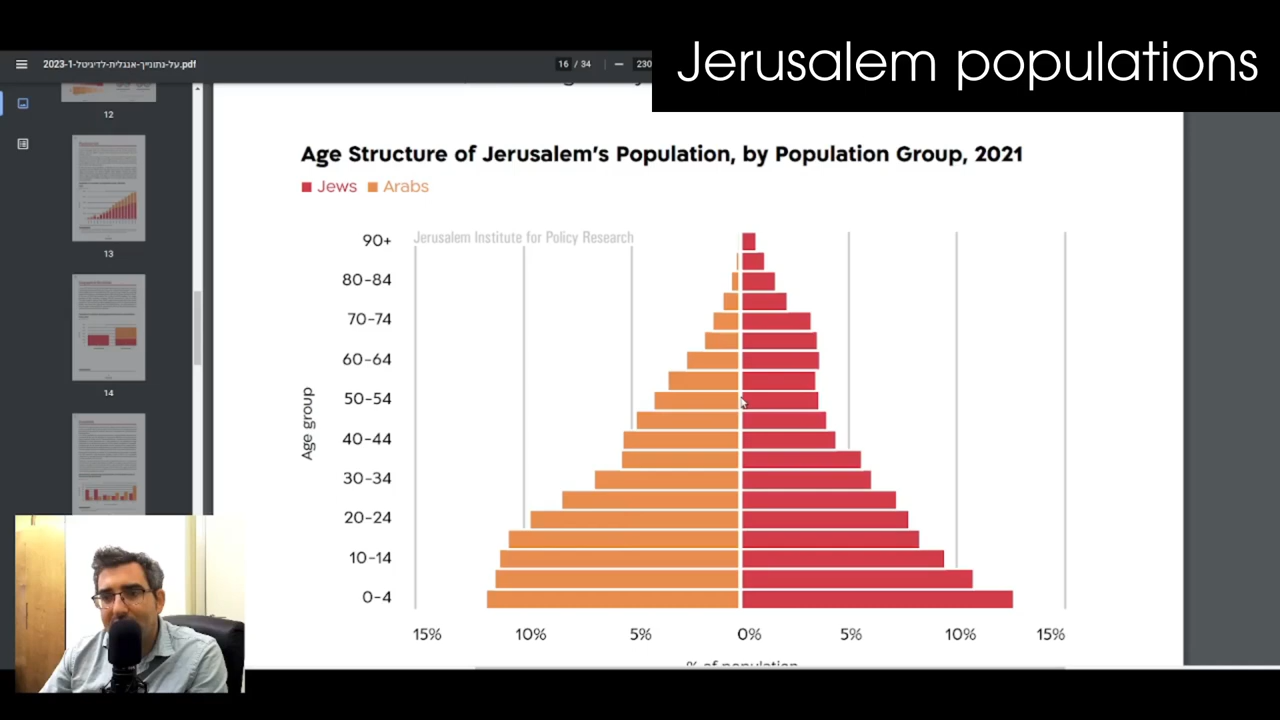 Jerusalem populations
2023-1-על-נתונייך-אנגלית-לדיגיטל.pdf
16 / 34
230
12
13
14
Age Structure of Jerusalem's Population, by Population Group, 2021
Jews Arabs
Jerusalem Institute for Policy Research
90+
80-84
70-74
60-64
50-54
40-44
30-34
20-24
10-14
0-4
Age group
15% 10% 5% 0% 5% 10% 15%
% of population